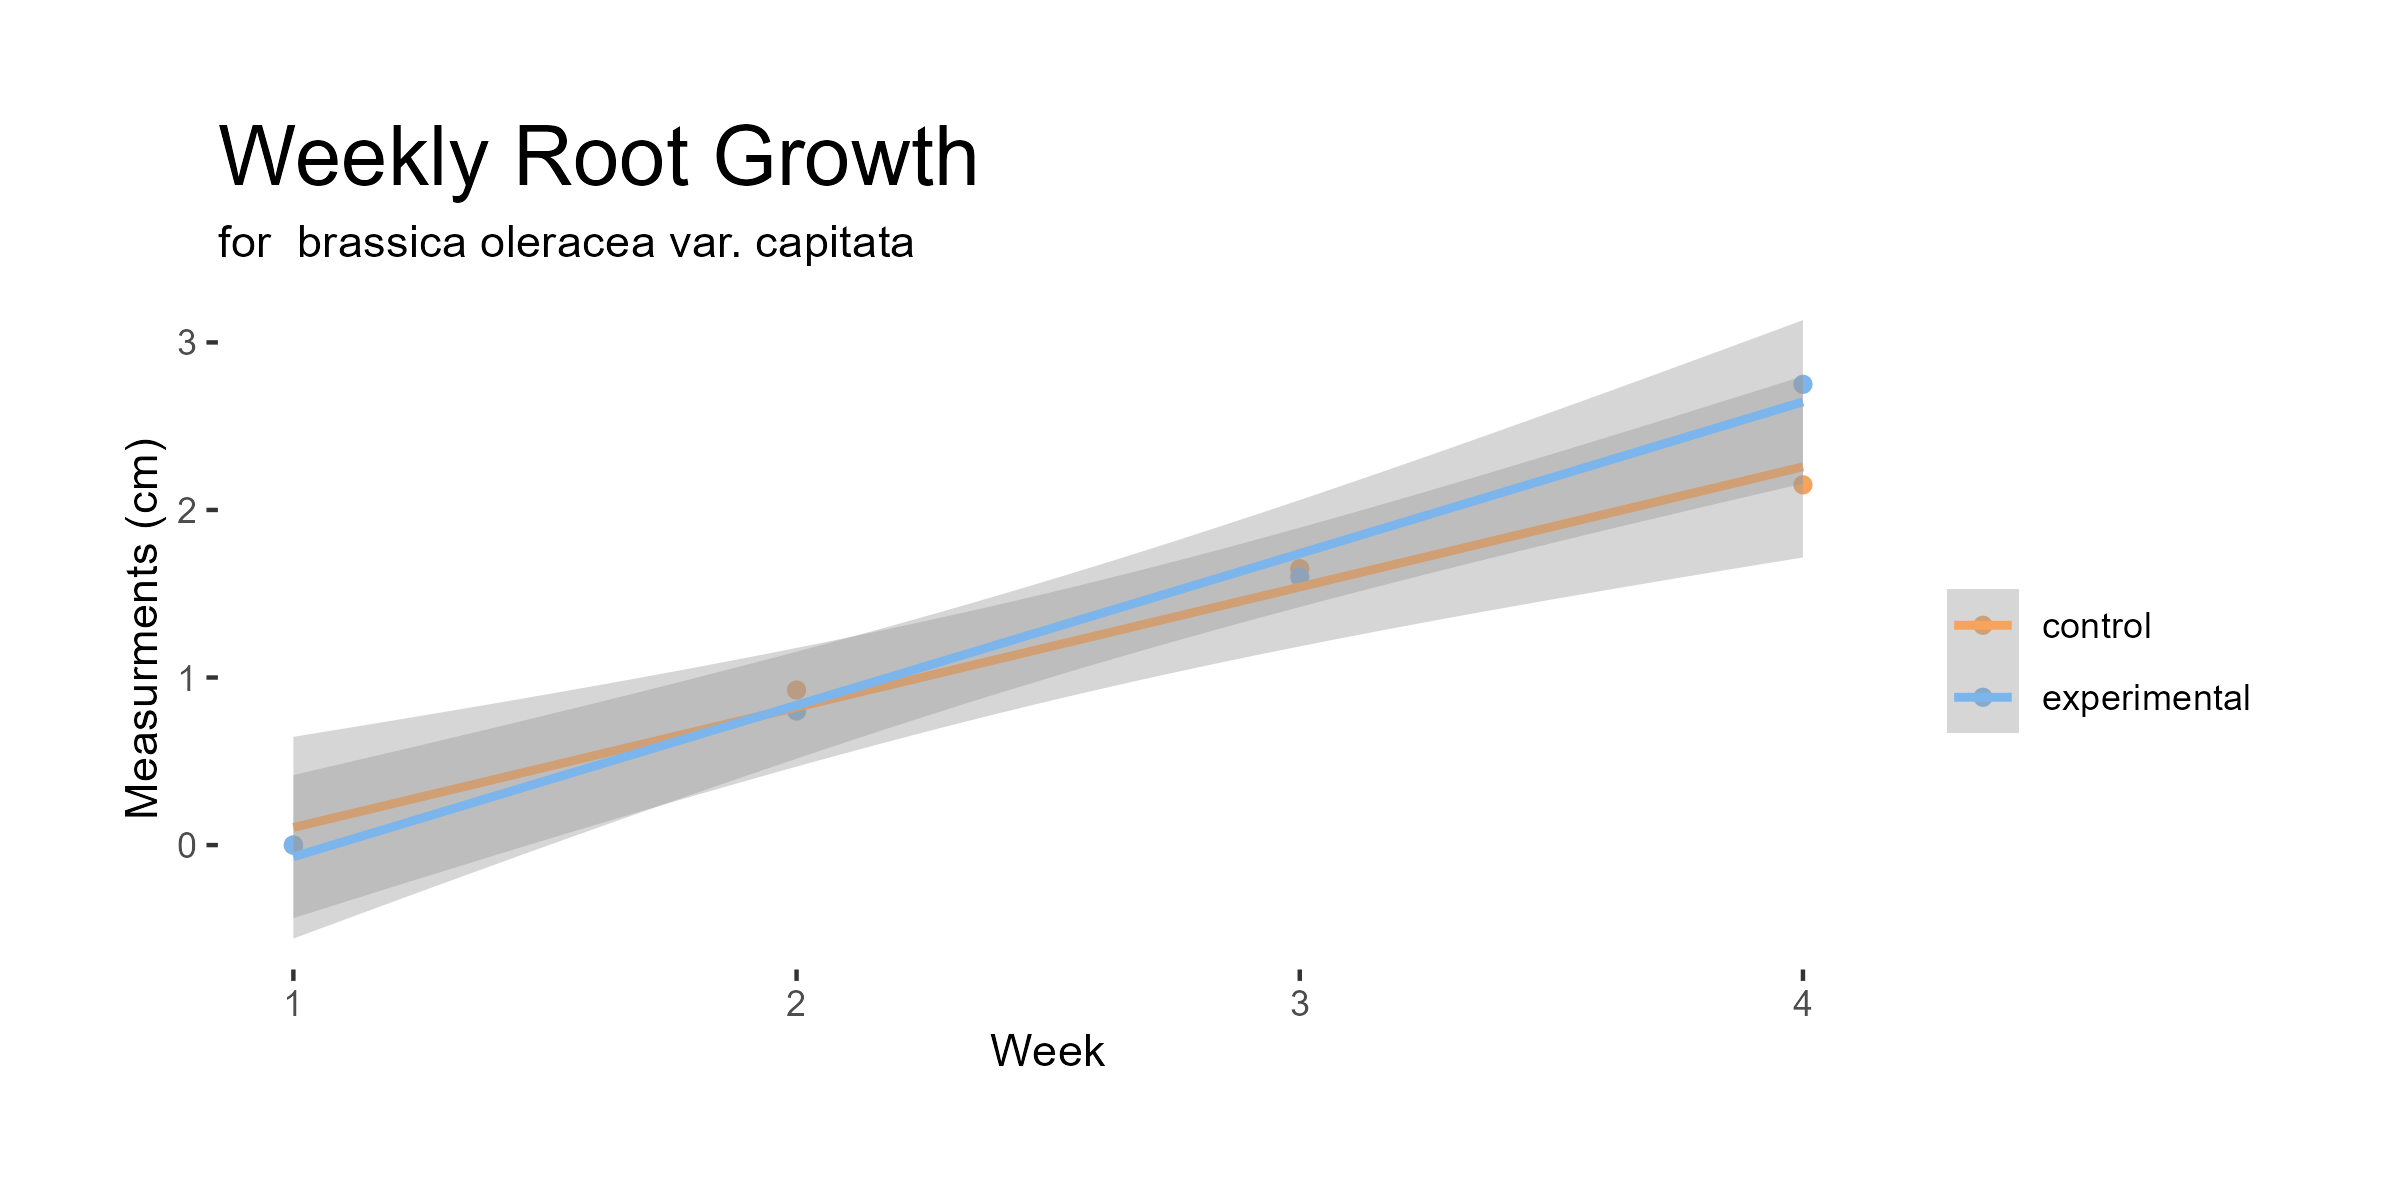 Weekly Root Growth
for  brassica oleracea var. capitata
Measurments (cm)
3
2
1
0
1
2
3
4
Week
control
experimental